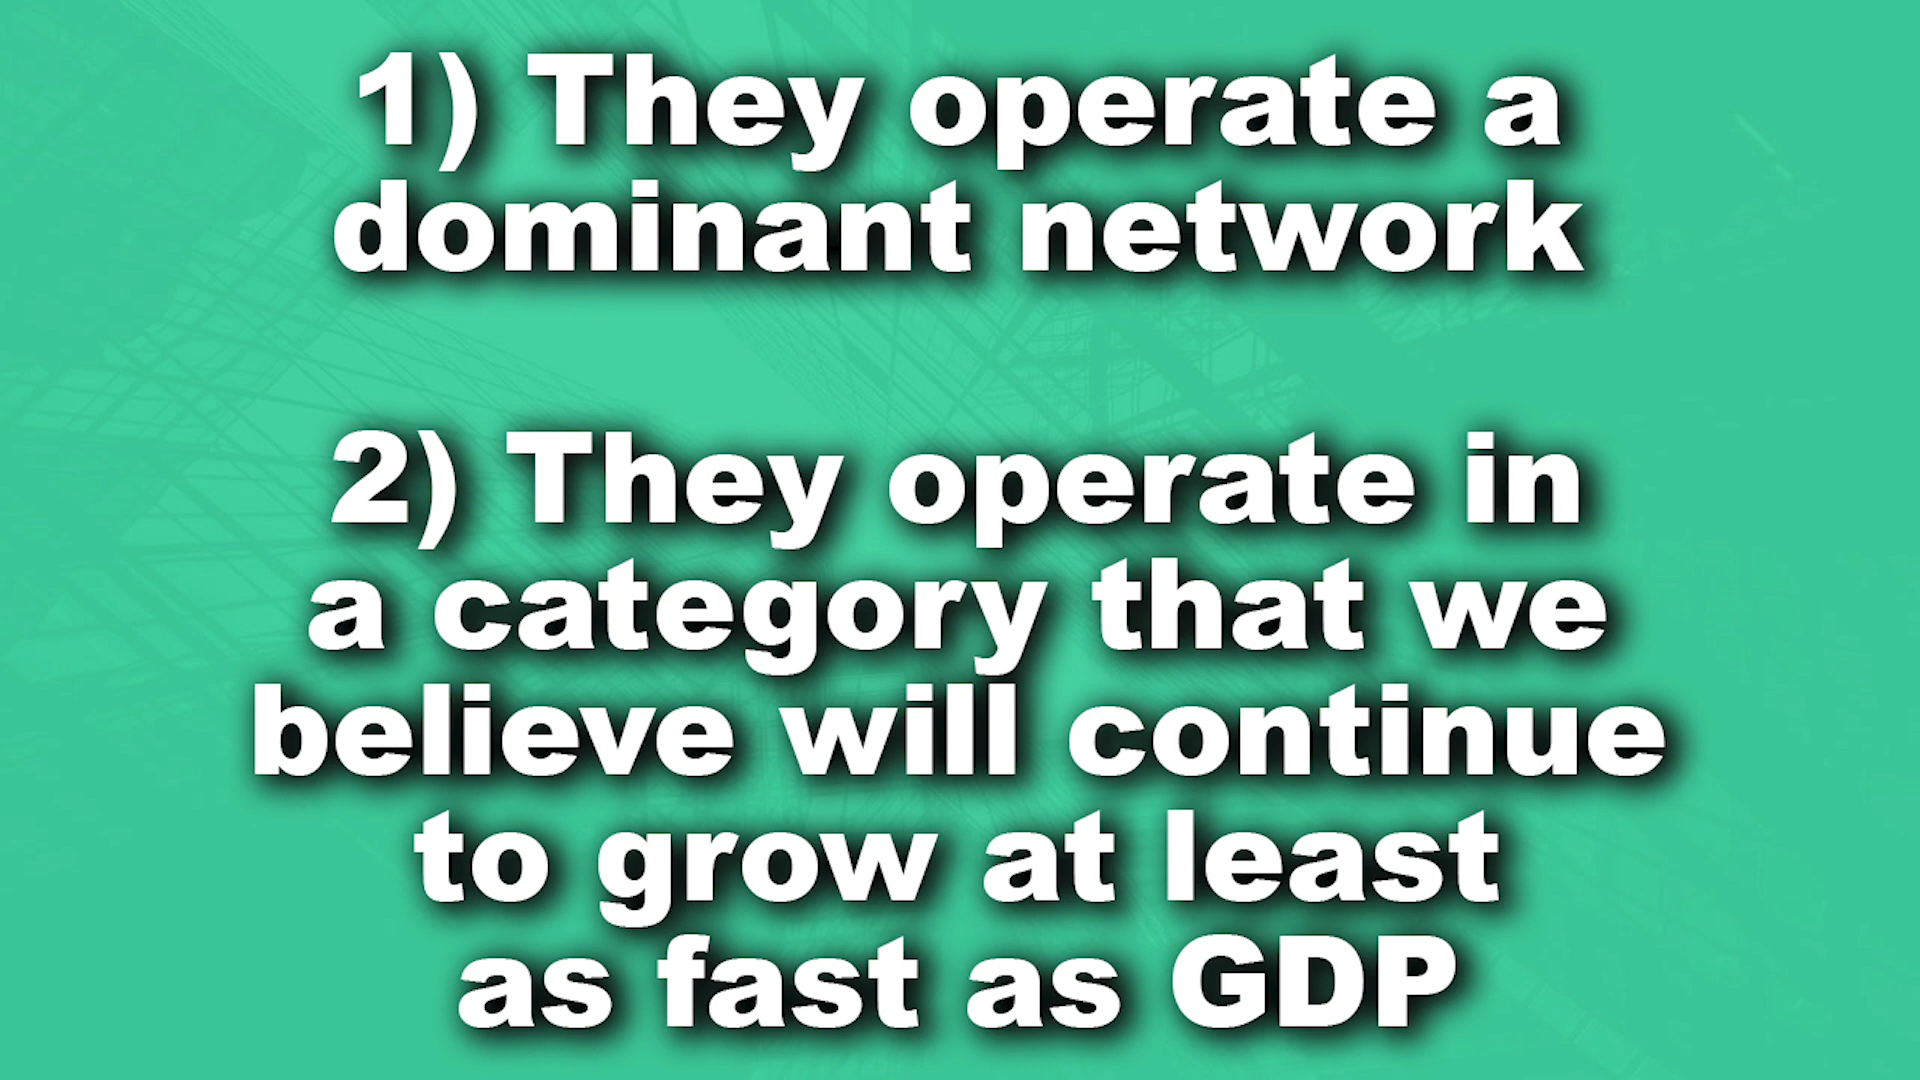 1) They operate a
dominant network
2) They operate in
a category that we
believe will continue
to grow at least
as fast as GDP